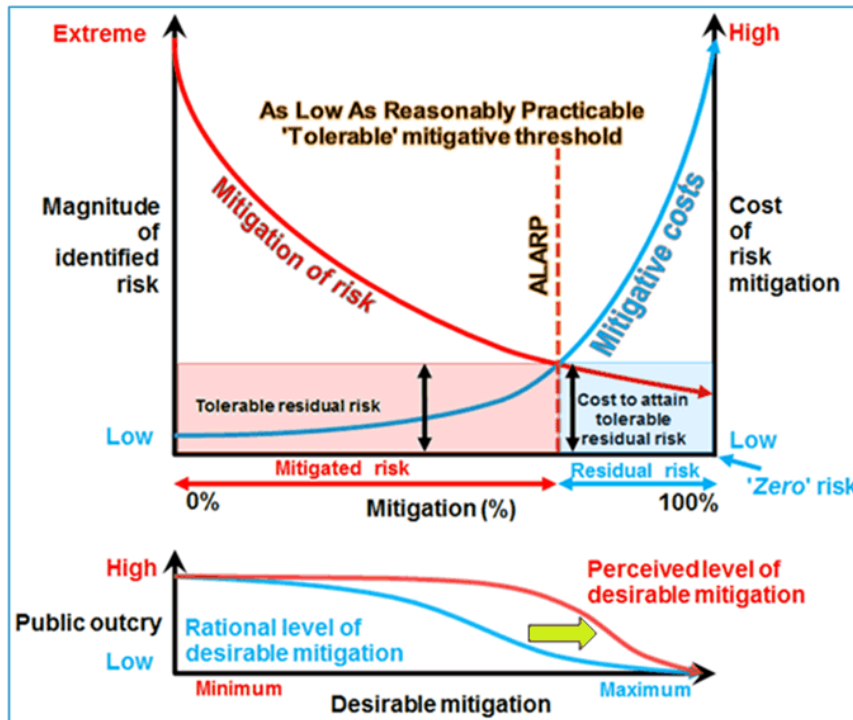 Extreme
High
As Low As Reasonably Practicable
'Tolerable' mitigative threshold
Magnitude
of
identified
risk
Mitigation of risk
ALARP
Mitigative costs
Cost
of
risk
mitigation
Tolerable residual risk
Cost to attain
tolerable
residual risk
Low
Low
Mitigated risk
Residual risk
'Zero' risk
0%
Mitigation (%)
100%
High
Public outcry
Low
Perceived level of
desirable mitigation
Rational level of
desirable mitigation
Minimum
Maximum
Desirable mitigation